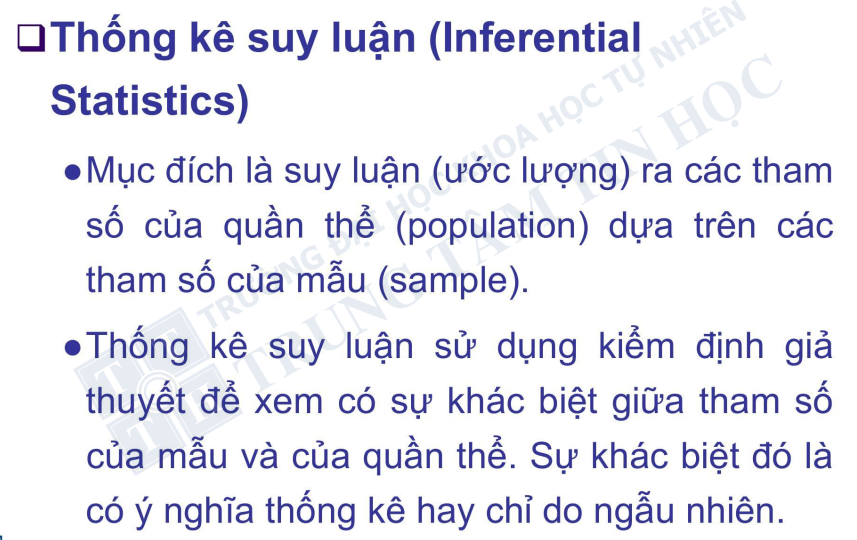 ❑Thống kê suy luận (Inferential
Statistics)
●Mục đích là suy luận (ước lượng) ra các tham
số của quần thể (population) dựa trên các
tham số của mẫu (sample).
●Thống kê suy luận sử dụng kiểm định giả
thuyết để xem có sự khác biệt giữa tham số
của mẫu và của quần thể. Sự khác biệt đó là
có ý nghĩa thống kê hay chỉ do ngẫu nhiên.
TRƯỜNG ĐẠI HỌC KHOA HỌC TỰ NHIÊN
TRUNG TÂM TIN HỌC